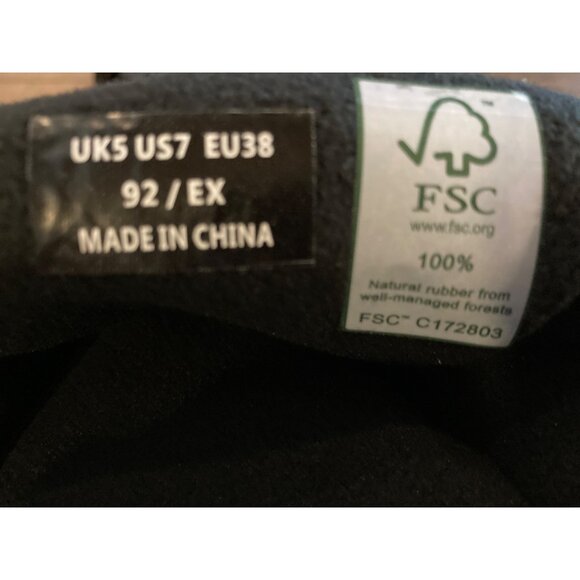 UK5 US7 EU38
92 / EX
MADE IN CHINA
™
FSC
www.fsc.org
100%
Natural rubber from
well-managed forests
FSC™ C172803